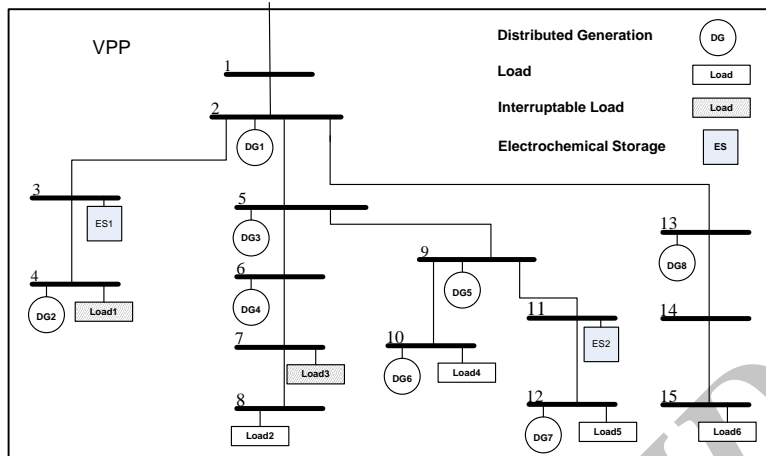 VPP
Distributed Generation
DG
Load
Load
Interruptable Load
Load
Electrochemical Storage
ES
1
2
DG1
3
ES1
4
DG2
Load1
5
DG3
6
DG4
7
Load3
8
Load2
9
DG5
10
DG6
Load4
11
ES2
12
DG7
Load5
13
DG8
14
15
Load6